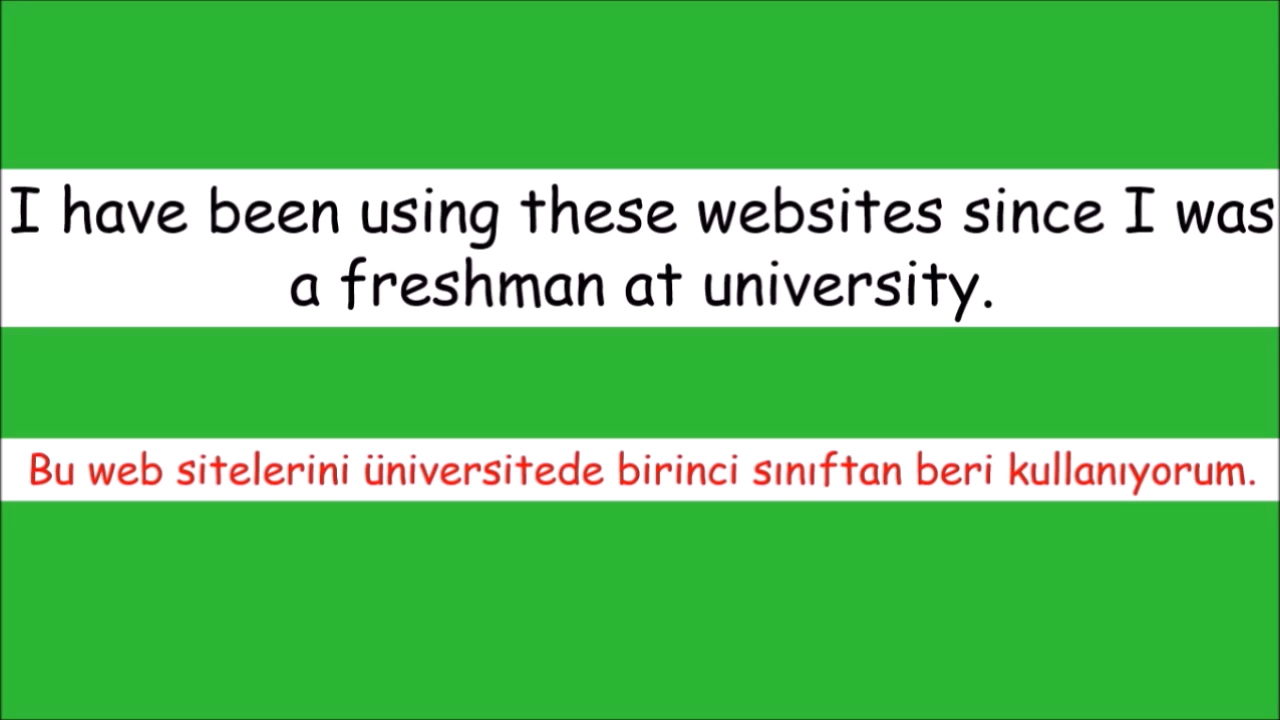 I have been using these websites since I was
a freshman at university.
Bu web sitelerini üniversitede birinci sınıftan beri kullanıyorum.